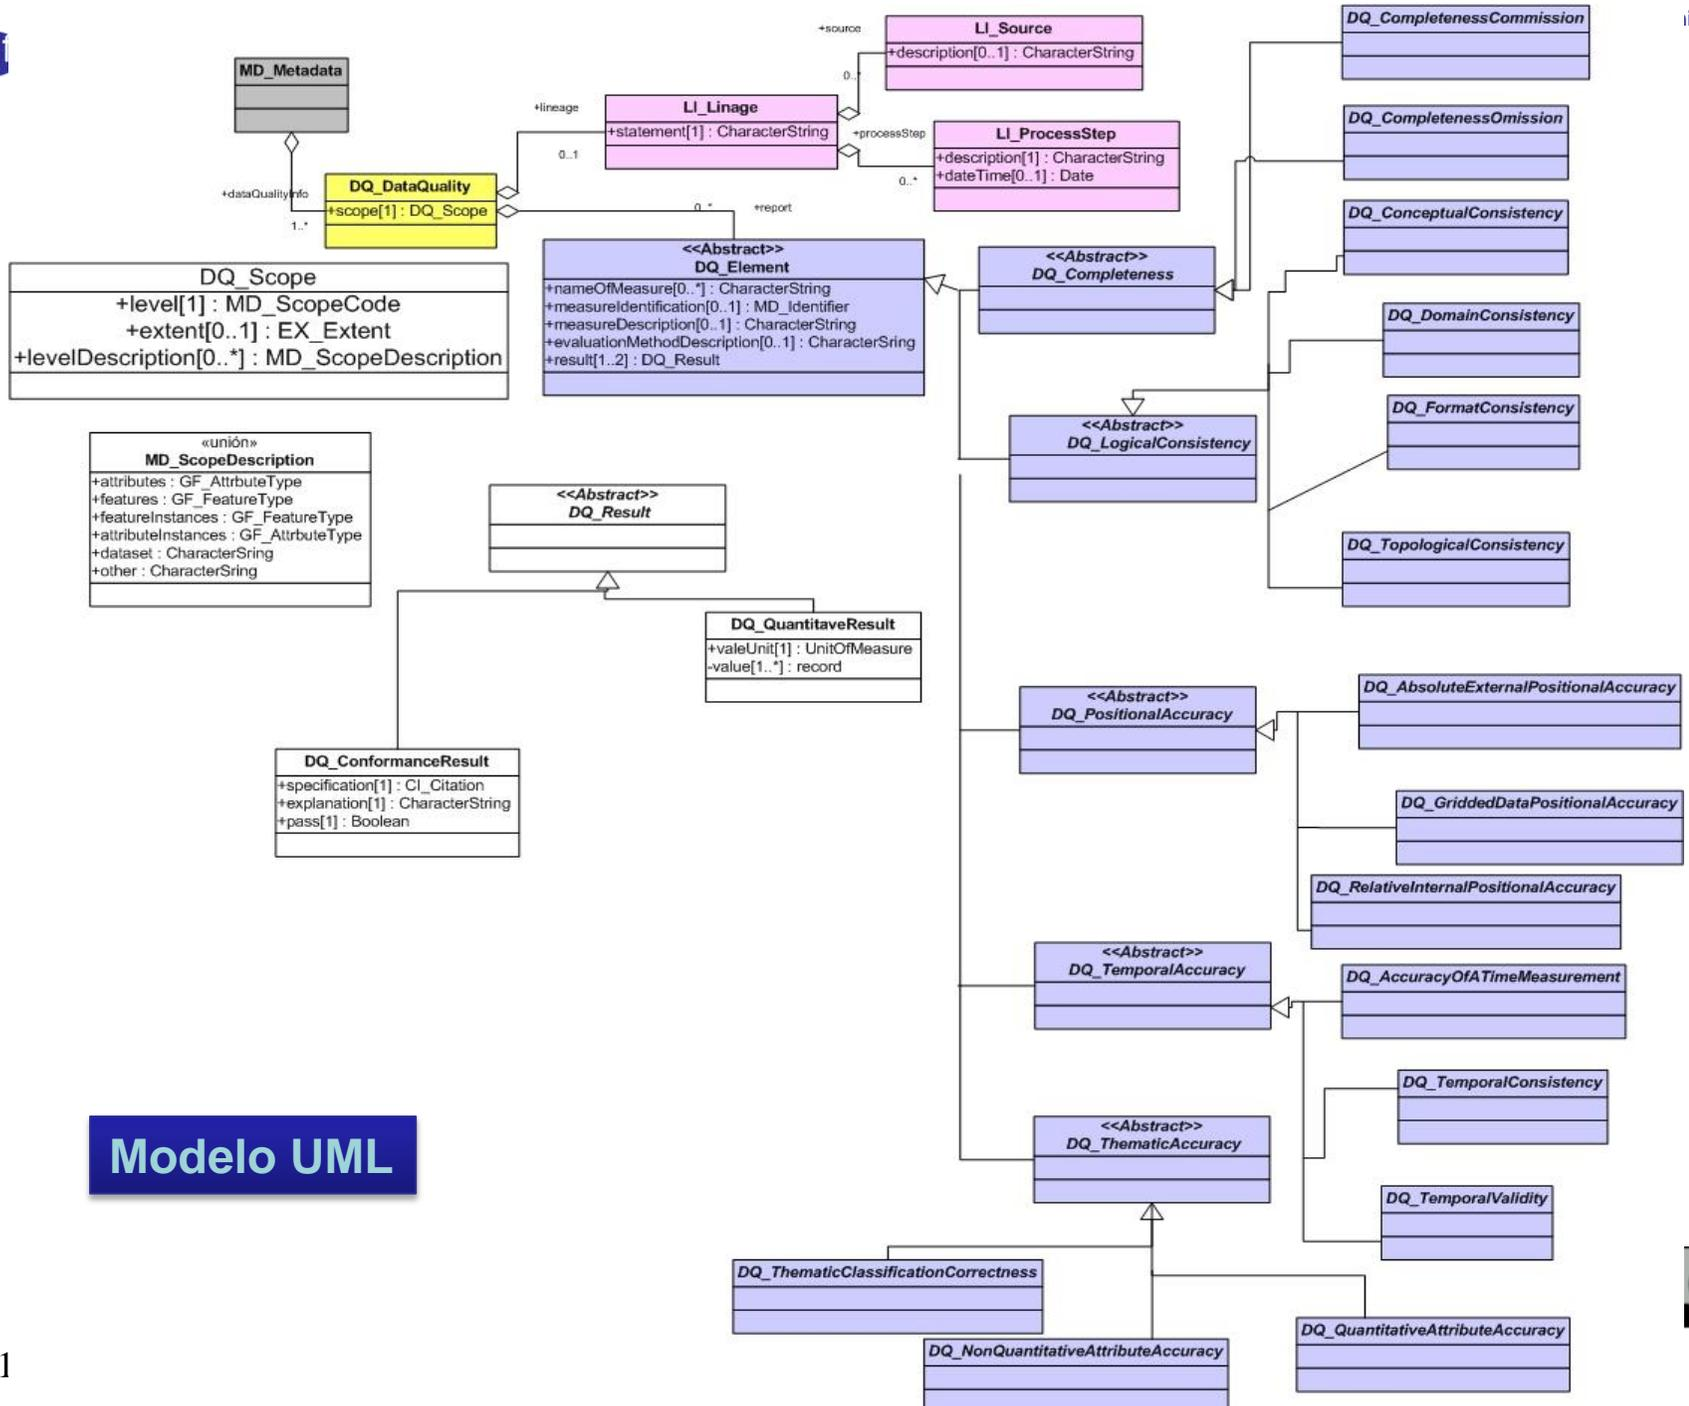 MD_Metadata
+dataQualityInfo
1..*
DQ_DataQuality
+scope[1] : DQ_Scope
+lineage
0..1
LI_Linage
+statement[1] : CharacterString
+source
0..*
LI_Source
+description[0..1] : CharacterString
+processStep
0..*
LI_ProcessStep
+description[1] : CharacterString
+dateTime[0..1] : Date
0..*
+report
DQ_Scope
+level[1] : MD_ScopeCode
+extent[0..1] : EX_Extent
+levelDescription[0..*] : MD_ScopeDescription
<<Abstract>>
DQ_Element
+nameOfMeasure[0..*] : CharacterString
+measureIdentification[0..1] : MD_Identifier
+measureDescription[0..1] : CharacterString
+evaluationMethodDescription[0..1] : CharacterSring
+result[1..2] : DQ_Result
<<Abstract>>
DQ_Completeness
DQ_CompletenessCommission
DQ_CompletenessOmission
DQ_ConceptualConsistency
DQ_DomainConsistency
DQ_FormatConsistency
<<Abstract>>
DQ_LogicalConsistency
DQ_TopologicalConsistency
«unión»
MD_ScopeDescription
+attributes : GF_AttrbuteType
+features : GF_FeatureType
+featureInstances : GF_FeatureType
+attributeInstances : GF_AttrbuteType
+dataset : CharacterSring
+other : CharacterSring
<<Abstract>>
DQ_Result
DQ_QuantitaveResult
+valeUnit[1] : UnitOfMeasure
-value[1..*] : record
DQ_ConformanceResult
+specification[1] : CI_Citation
+explanation[1] : CharacterString
+pass[1] : Boolean
<<Abstract>>
DQ_PositionalAccuracy
DQ_AbsoluteExternalPositionalAccuracy
DQ_GriddedDataPositionalAccuracy
DQ_RelativeInternalPositionalAccuracy
<<Abstract>>
DQ_TemporalAccuracy
DQ_AccuracyOfATimeMeasurement
DQ_TemporalConsistency
DQ_TemporalValidity
<<Abstract>>
DQ_ThematicAccuracy
Modelo UML
DQ_ThematicClassificationCorrectness
DQ_NonQuantitativeAttributeAccuracy
DQ_QuantitativeAttributeAccuracy
1